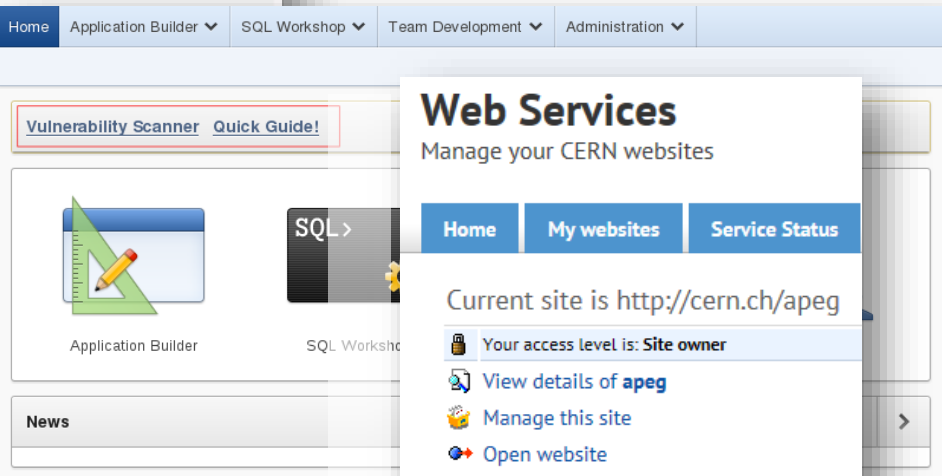 Home Application Builder SQL Workshop Team Development Administration
Vulnerability Scanner Quick Guide!
SQL>
Application Builder
SQL Worksho
News
Web Services
Manage your CERN websites
Home My websites Service Status
Current site is http://cern.ch/apeg
Your access level is: Site owner
View details of apeg
Manage this site
Open website